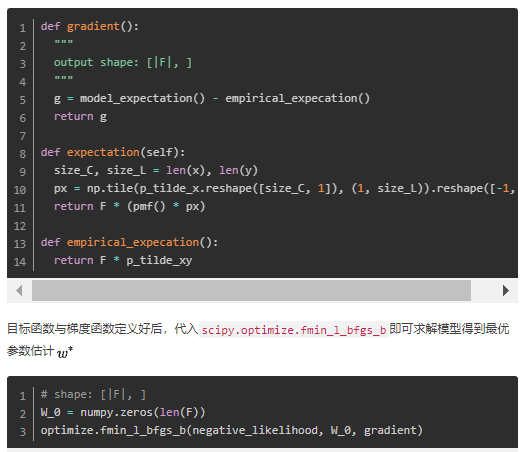 1 def gradient():
2   """
3   output shape: [|F|, ]
4   """
5   g = model_expectation() - empirical_expecation()
6   return g
7
8 def expectation(self):
9   size_C, size_L = len(x), len(y)
10   px = np.tile(p_tilde_x.reshape([size_C, 1]), (1, size_L)).reshape([-1,
11   return F * (pmf() * px)
12
13 def empirical_expecation():
14   return F * p_tilde_xy
目标函数与梯度函数定义好后，代入 scipy.optimize.fmin_l_bfgs_b 即可求解模型得到最优
参数估计 w*
1 # shape: [|F|, ]
2 W_0 = numpy.zeros(len(F))
3 optimize.fmin_l_bfgs_b(negative_likelihood, W_0, gradient)